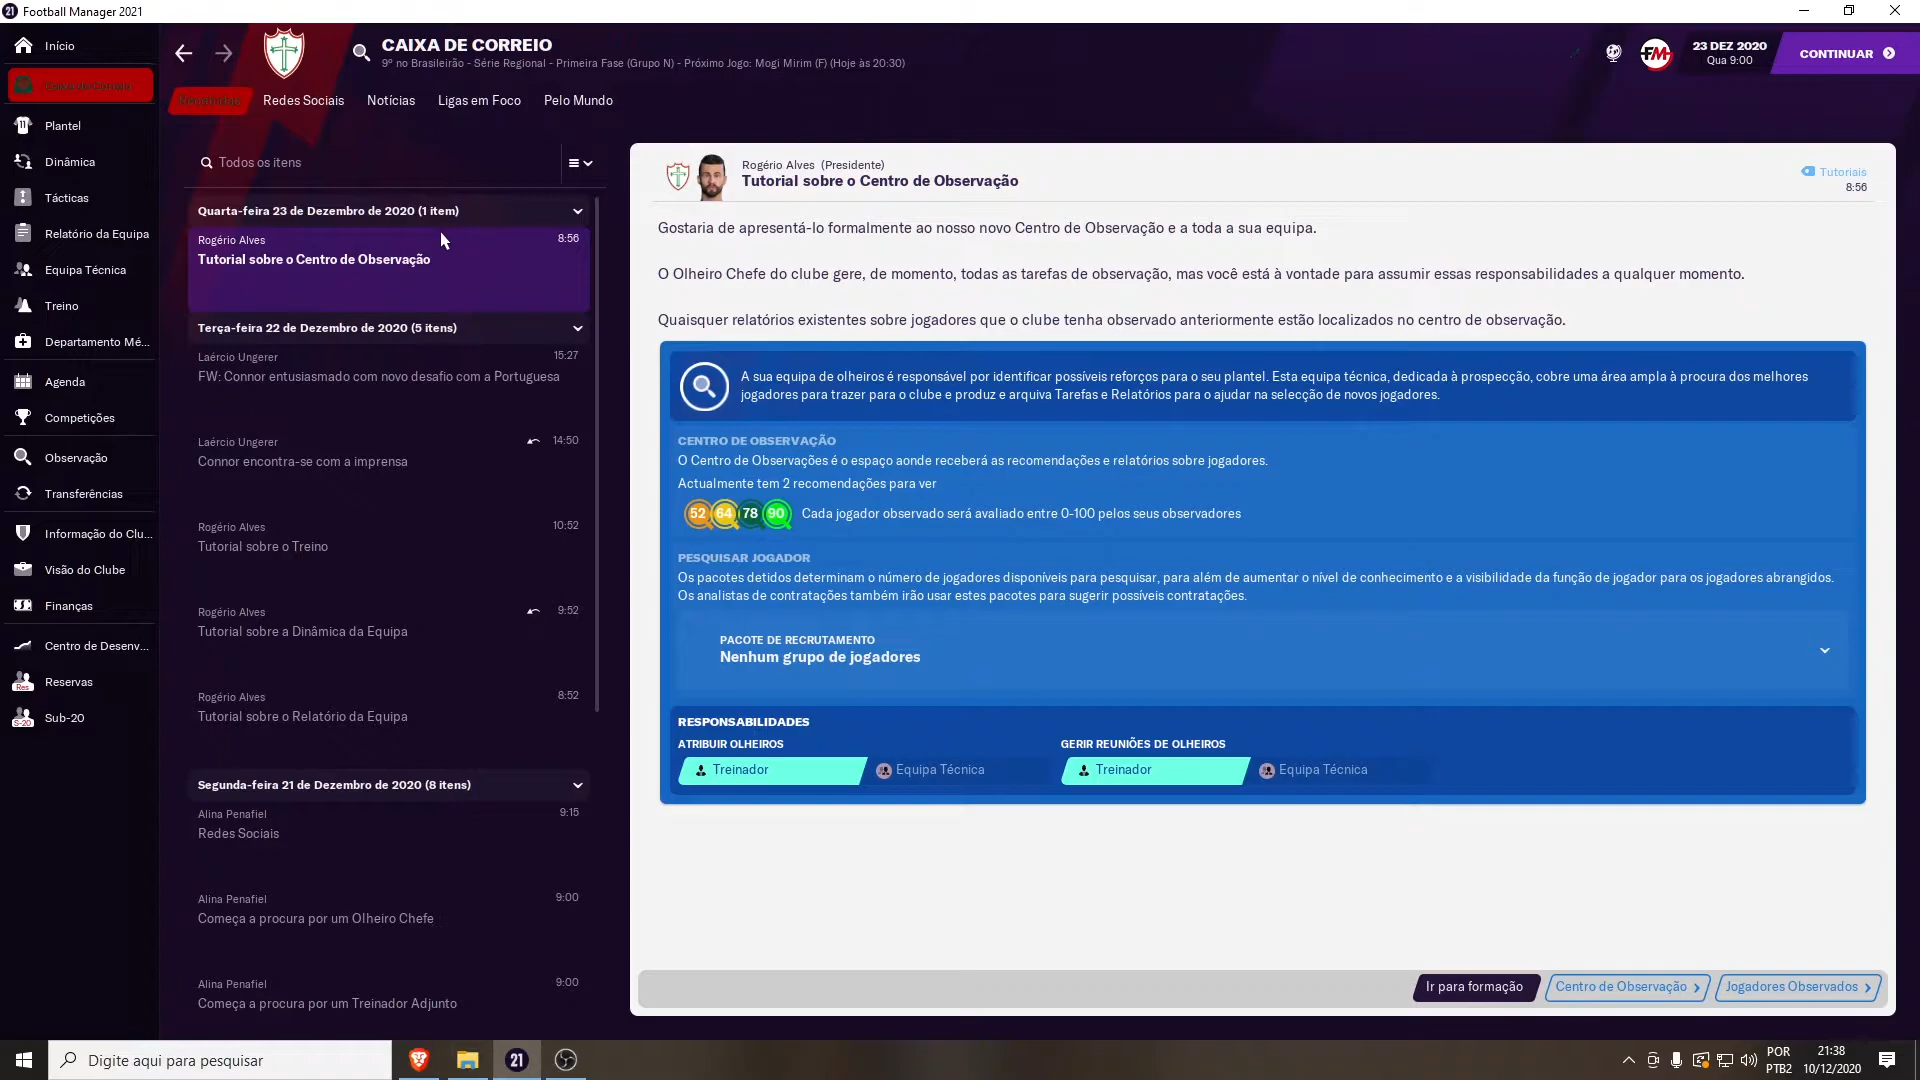 Football Manager 2021
Início
Caixa de Correio
Plantel
Dinâmica
Tácticas
Relatório da Equipa
Equipa Técnica
Treino
Departamento Mé...
Agenda
Competições
Observação
Transferências
Informação do Clu...
Visão do Clube
Finanças
Centro de Desenv...
Reservas
Sub-20
CAIXA DE CORREIO
9º no Brasileirão - Série Regional - Primeira Fase (Grupo N) - Próximo Jogo: Mogi Mirim (F) (Hoje às 20:30)
FM
23 DEZ 2020
Qua 9:00
CONTINUAR
Redes Sociais
Notícias
Ligas em Foco
Pelo Mundo
Todos os itens
Quarta-feira 23 de Dezembro de 2020 (1 item)
Rogério Alves 8:56
Tutorial sobre o Centro de Observação
Terça-feira 22 de Dezembro de 2020 (5 itens)
Laércio Ungerer 15:27
FW: Connor entusiasmado com novo desafio com a Portuguesa
Laércio Ungerer 14:50
Connor encontra-se com a imprensa
Rogério Alves 10:52
Tutorial sobre o Treino
Rogério Alves 9:52
Tutorial sobre a Dinâmica da Equipa
Rogério Alves 8:52
Tutorial sobre o Relatório da Equipa
Segunda-feira 21 de Dezembro de 2020 (8 itens)
Alina Penafiel 9:15
Redes Sociais
Alina Penafiel 9:00
Começa a procura por um Olheiro Chefe
Alina Penafiel 9:00
Começa a procura por um Treinador Adjunto
Rogério Alves (Presidente)
Tutorial sobre o Centro de Observação
Tutoriais
8:56
Gostaria de apresentá-lo formalmente ao nosso novo Centro de Observação e a toda a sua equipa.
O Olheiro Chefe do clube gere, de momento, todas as tarefas de observação, mas você está à vontade para assumir essas responsabilidades a qualquer momento.
Quaisquer relatórios existentes sobre jogadores que o clube tenha observado anteriormente estão localizados no centro de observação.
A sua equipa de olheiros é responsável por identificar possíveis reforços para o seu plantel. Esta equipa técnica, dedicada à prospecção, cobre uma área ampla à procura dos melhores
jogadores para trazer para o clube e produz e arquiva Tarefas e Relatórios para o ajudar na selecção de novos jogadores.
CENTRO DE OBSERVAÇÃO
O Centro de Observações é o espaço aonde receberá as recomendações e relatórios sobre jogadores.
Actualmente tem 2 recomendações para ver
52 64 78 90 Cada jogador observado será avaliado entre 0-100 pelos seus observadores
PESQUISAR JOGADOR
Os pacotes detidos determinam o número de jogadores disponíveis para pesquisar, para além de aumentar o nível de conhecimento e a visibilidade da função de jogador para os jogadores abrangidos.
Os analistas de contratações também irão usar estes pacotes para sugerir possíveis contratações.
PACOTE DE RECRUTAMENTO
Nenhum grupo de jogadores
RESPONSABILIDADES
ATRIBUIR OLHEIROS GERIR REUNIÕES DE OLHEIROS
Treinador Equipa Técnica Treinador Equipa Técnica
Ir para formação Centro de Observação Jogadores Observados
Digite aqui para pesquisar
21
POR
PTB2
21:38
10/12/2020